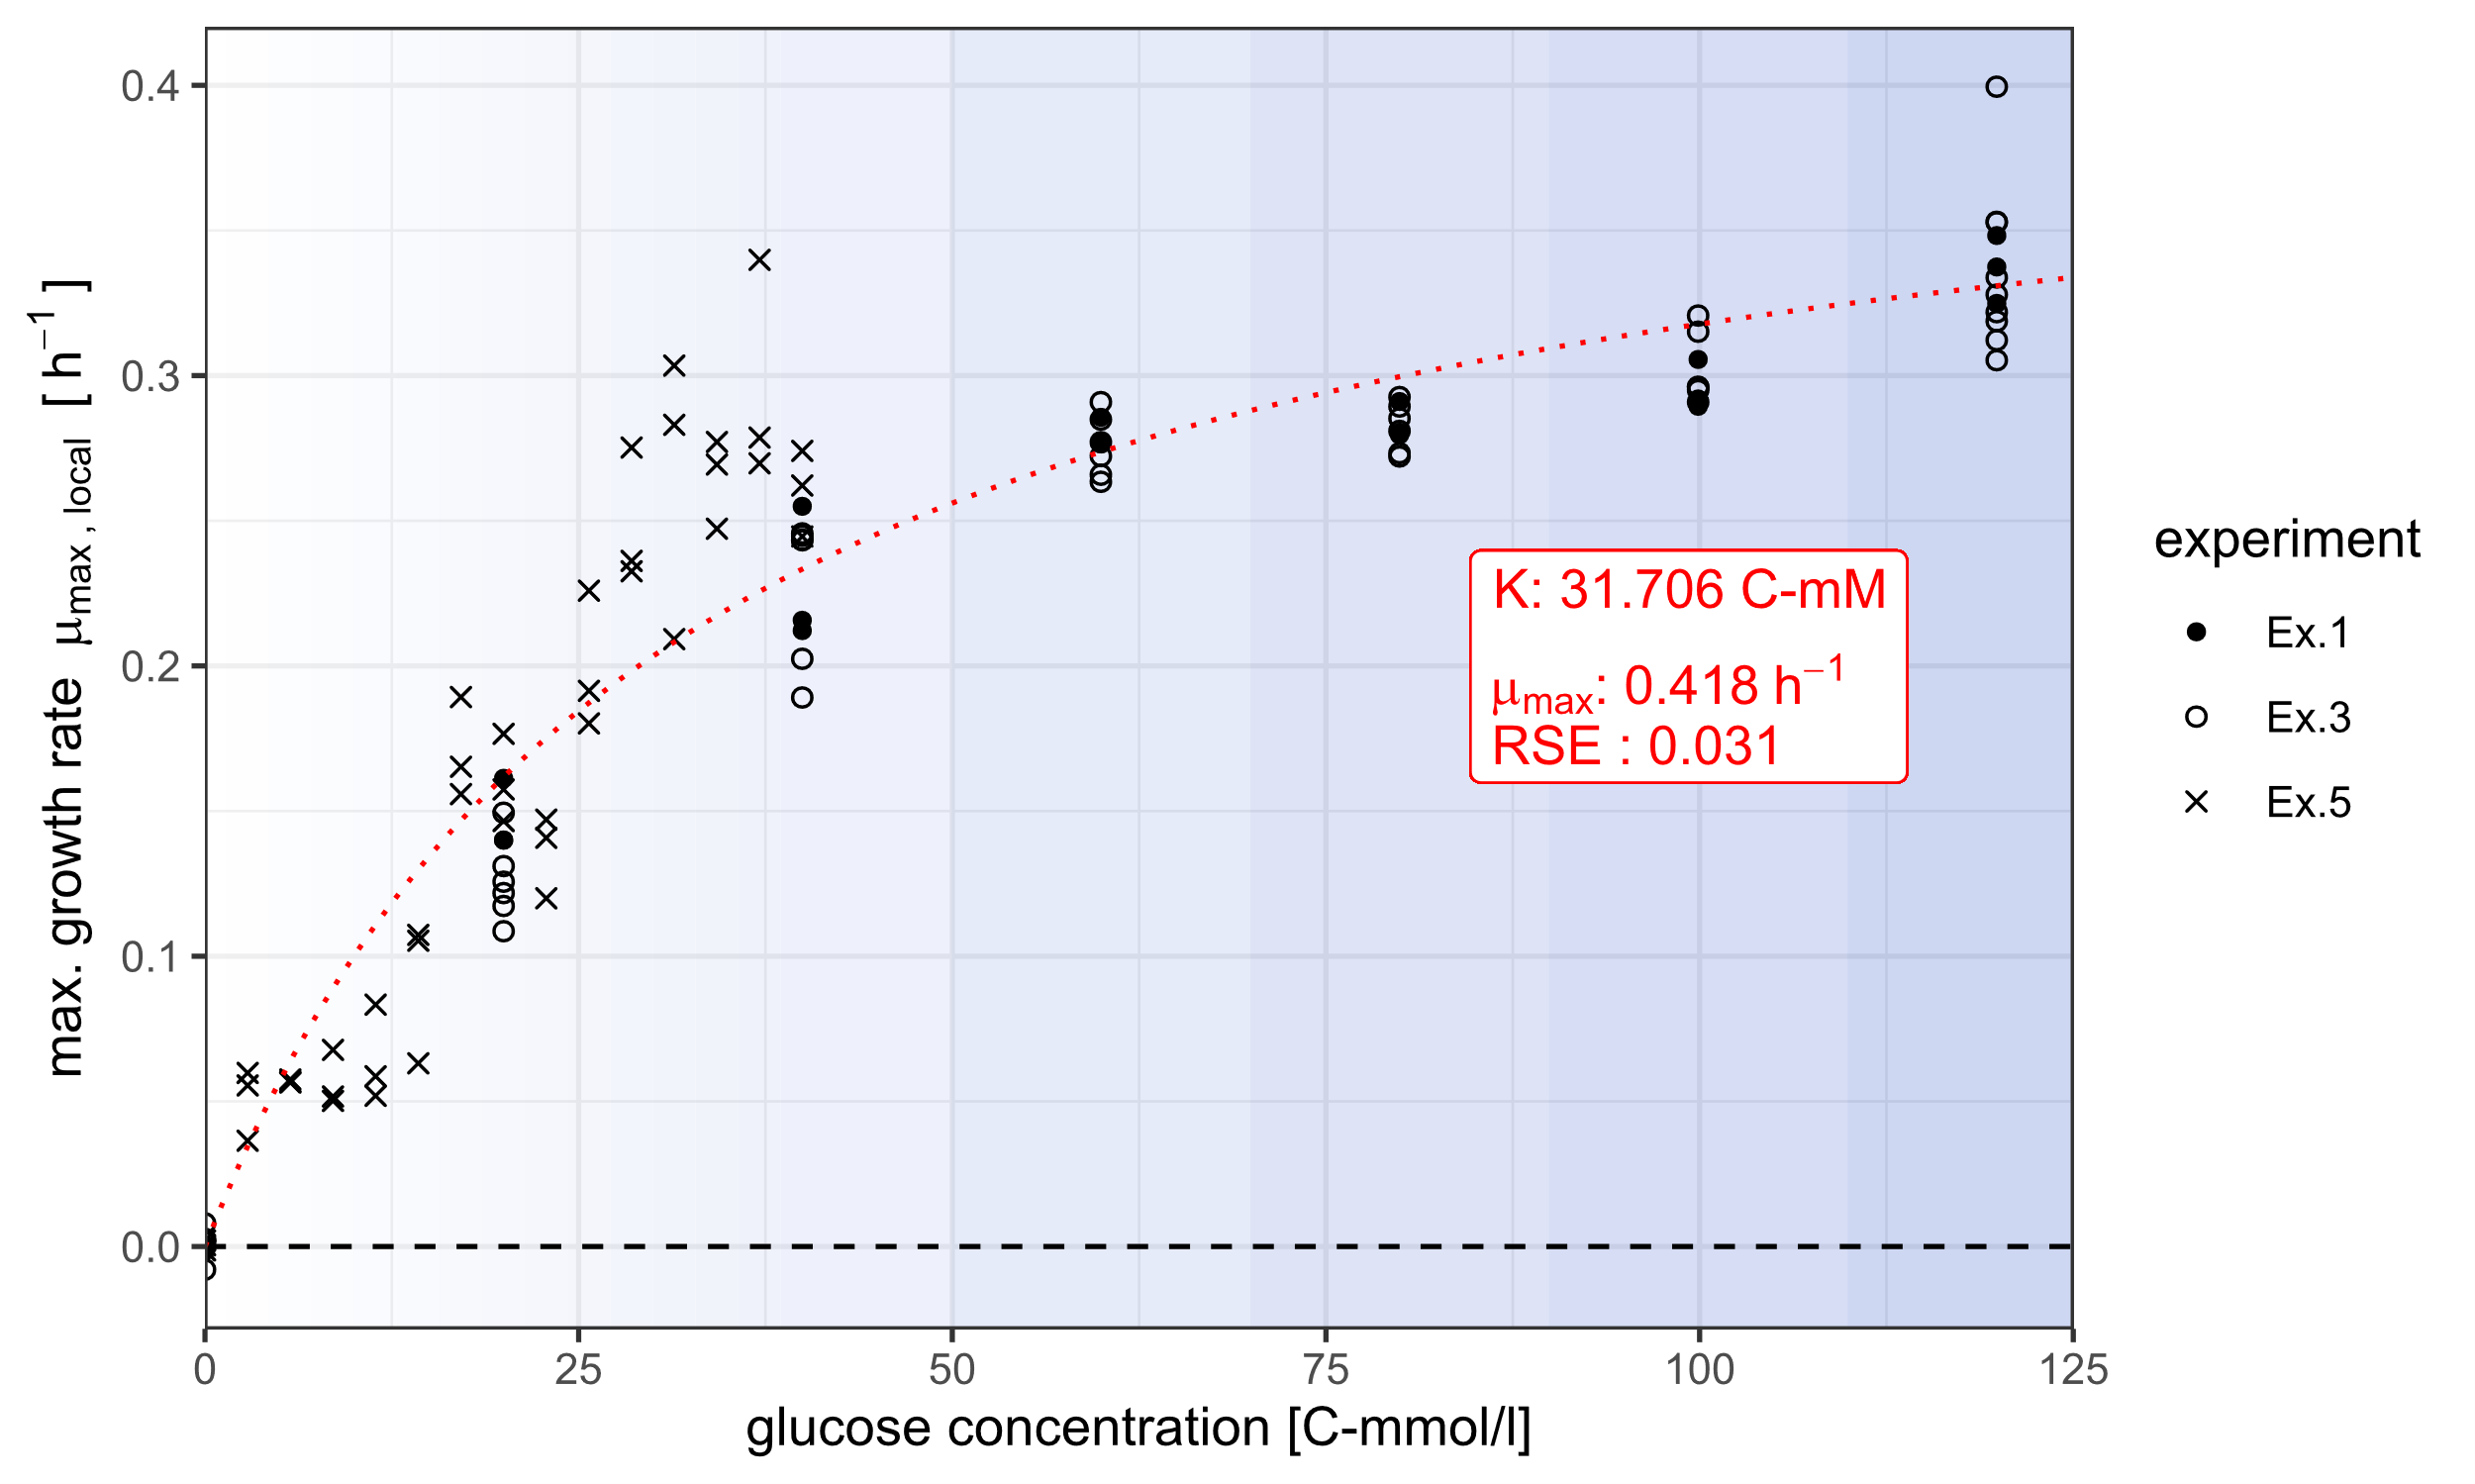 max. growth rate μmax, local [ h⁻¹ ]
0.4
0.3
0.2
0.1
0.0
K: 31.706 C-mM
μmax: 0.418 h⁻¹
RSE : 0.031
experiment
Ex.1
Ex.3
Ex.5
0 25 50 75 100 125
glucose concentration [C-mmol/l]